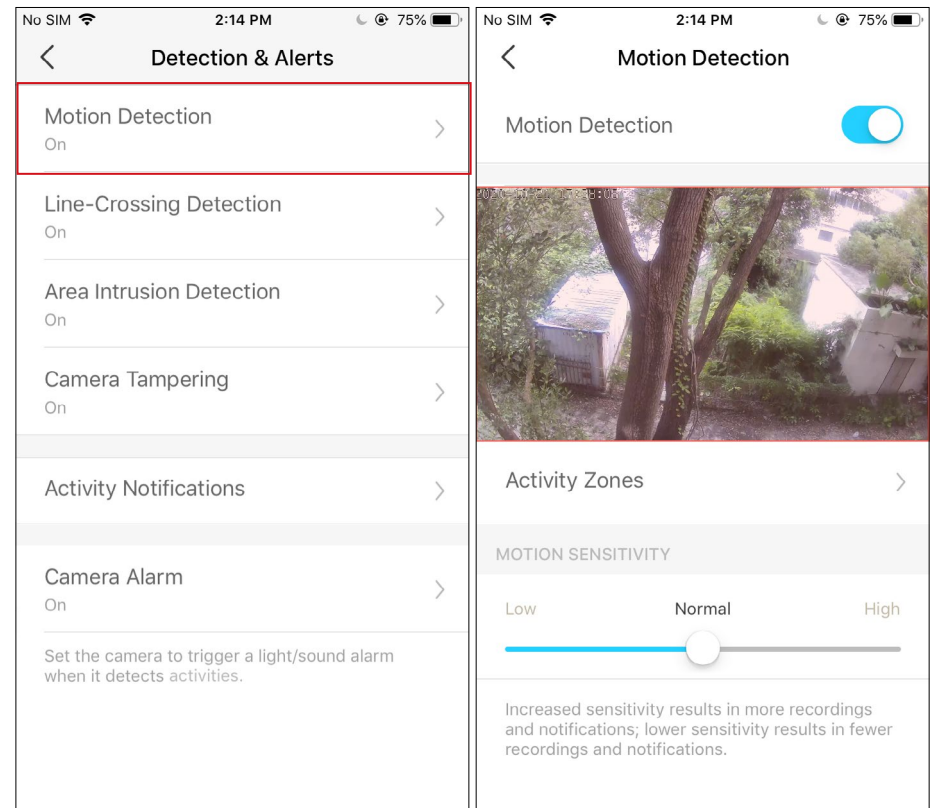 No SIM 2:14 PM 75%
Detection & Alerts
Motion Detection
On
Line-Crossing Detection
On
Area Intrusion Detection
On
Camera Tampering
On
Activity Notifications
Camera Alarm
On
Set the camera to trigger a light/sound alarm
when it detects activities.
No SIM 2:14 PM 75%
Motion Detection
Motion Detection
Activity Zones
MOTION SENSITIVITY
Low Normal High
Increased sensitivity results in more recordings
and notifications; lower sensitivity results in fewer
recordings and notifications.